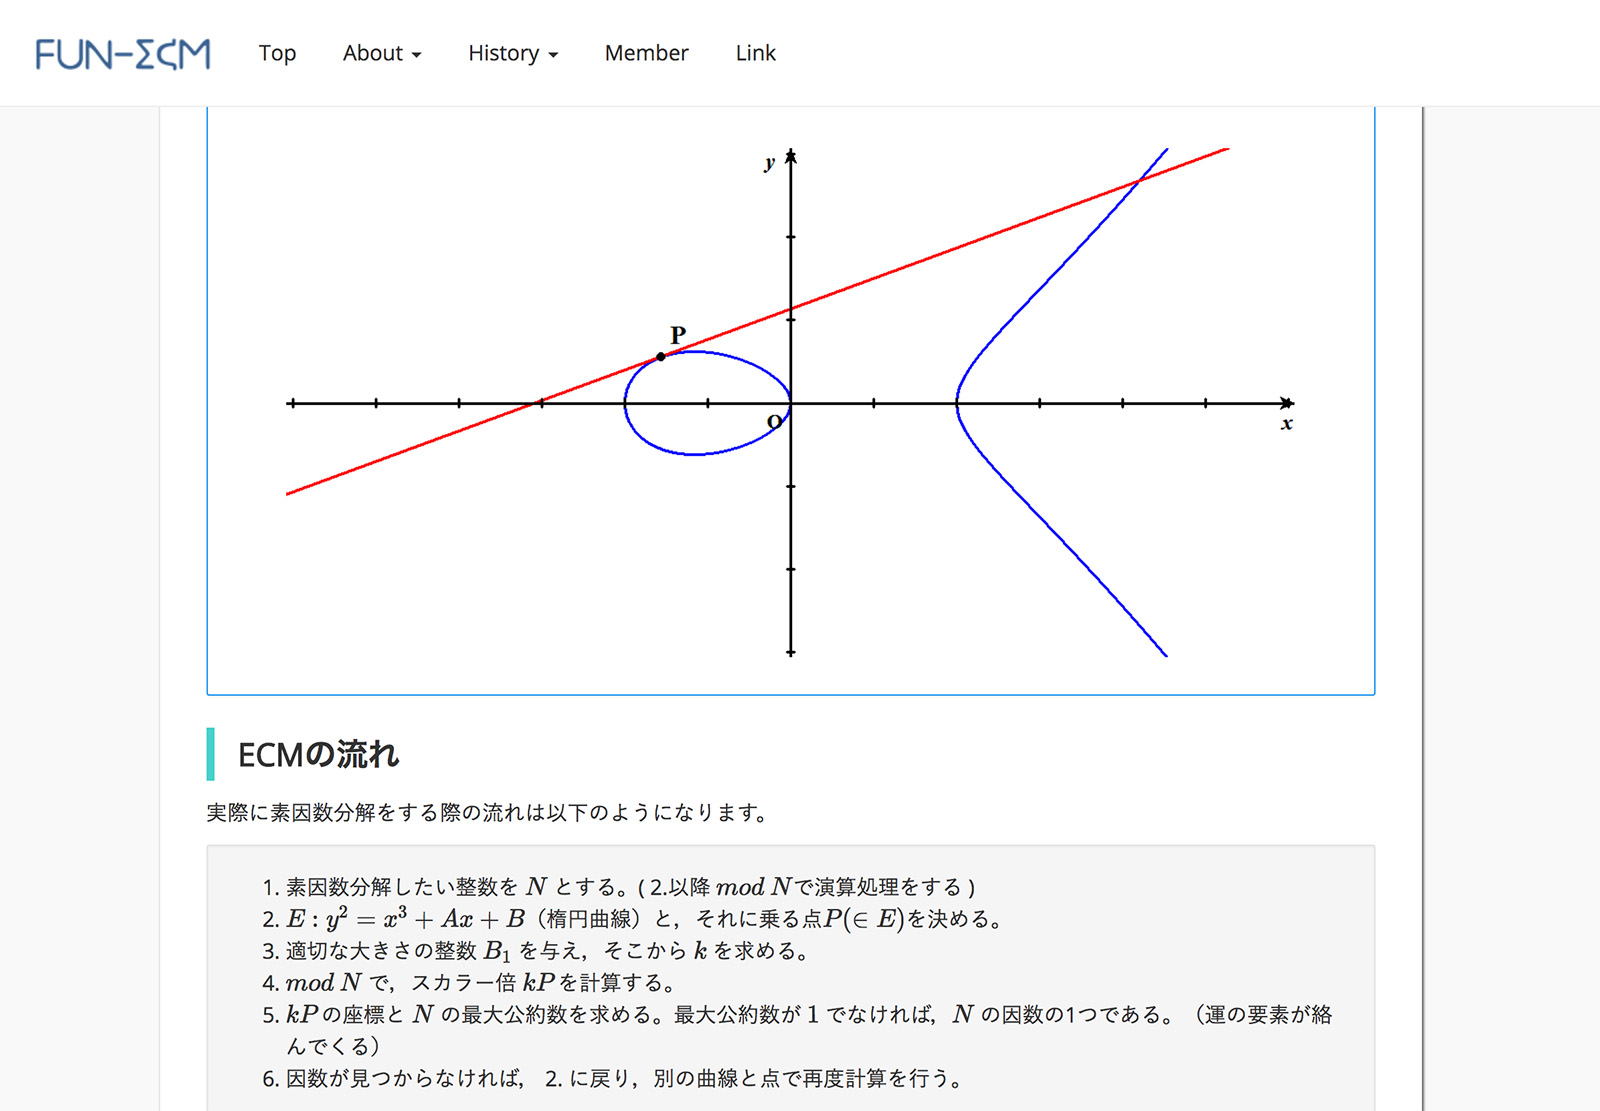 FUN-ΣCM Top About History Member Link
y
P
O
x
ECMの流れ
実際に素因数分解をする際の流れは以下のようになります。
1. 素因数分解したい整数を N とする。( 2.以降 mod Nで演算処理をする )
2. E : y² = x³ + Ax + B（楕円曲線）と，それに乗る点P(∈ E)を決める。
3. 適切な大きさの整数 B₁ を与え，そこから k を求める。
4. mod N で，スカラー倍 kPを計算する。
5. kPの座標と N の最大公約数を求める。最大公約数が 1 でなければ，N の因数の1つである。（運の要素が絡
んでくる）
6. 因数が見つからなければ， 2. に戻り，別の曲線と点で再度計算を行う。